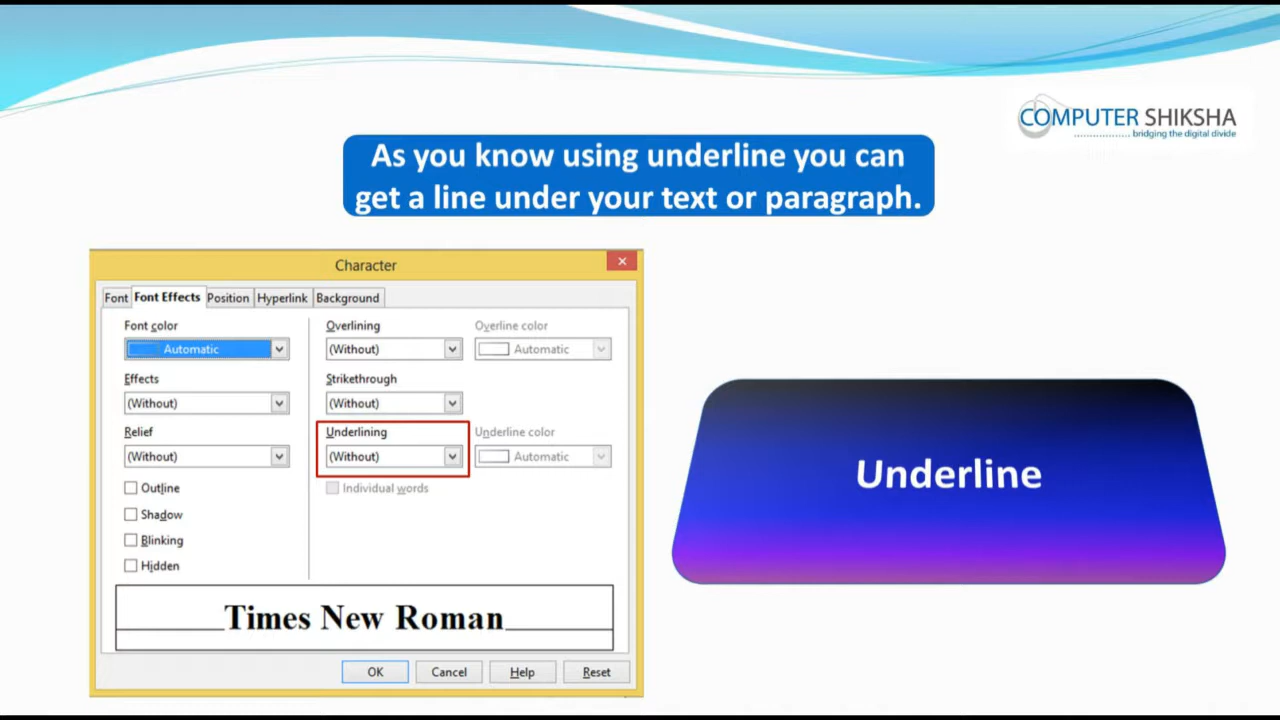 COMPUTER SHIKSHA
bridging the digital divide
As you know using underline you can
get a line under your text or paragraph.
Character
Font Font Effects Position Hyperlink Background
Font color
Automatic
Effects
(Without)
Relief
(Without)
Outline
Shadow
Blinking
Hidden
Overlining
(Without)
Strikethrough
(Without)
Underlining
(Without)
Individual words
Overline color
Automatic
Underline color
Automatic
Times New Roman
OK Cancel Help Reset
Underline